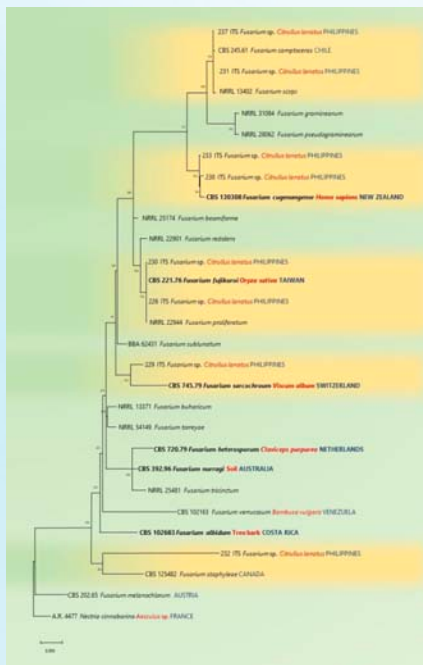 237 ITS Fusarium sp. Citrullus lanatus PHILIPPINES
CBS 245.61 Fusarium camptoceras CHILE
231 ITS Fusarium sp. Citrullus lanatus PHILIPPINES
NRRL 13402 Fusarium
NRRL 31084 Fusarium graminearum
NRRL 28062 Fusarium pseudograminearum
233 ITS Fusarium sp. Citrullus lanatus PHILIPPINES
238 ITS Fusarium sp. Citrullus lanatus PHILIPPINES
CBS 130308 Fusarium cugenangense Homo sapiens NEW ZEALAND
NRRL 25174 Fusarium beomiforme
NRRL 22901 Fusarium redolens
230 ITS Fusarium sp. Citrullus lanatus PHILIPPINES
CBS 221.76 Fusarium fujikuroi Oryza sativa TAIWAN
228 ITS Fusarium sp. Citrullus lanatus PHILIPPINES
NRRL 22944 Fusarium proliferatum
BBA 62431 Fusarium sublunatum
229 ITS Fusarium sp. Citrullus lanatus PHILIPPINES
CBS 745.79 Fusarium sarcochroum Viscum album SWITZERLAND
NRRL 13371 Fusarium buharicum
NRRL 54149 Fusarium torreyae
CBS 720.79 Fusarium heterosporum Claviceps purpurea NETHERLANDS
CBS 392.96 Fusarium nurragi Soil AUSTRALIA
NRRL 25481 Fusarium tricinctum
CBS 102163 Fusarium verrucosum Bambusa vulgaris VENEZUELA
CBS 102683 Fusarium albidum Tree bark COSTA RICA
232 ITS Fusarium sp. Citrullus lanatus PHILIPPINES
CBS 125482 Fusarium staphyleae CANADA
CBS 202.65 Fusarium melanochlorum AUSTRIA
A.R. 4477 Nectria cinnabarina Aesculus sp. FRANCE